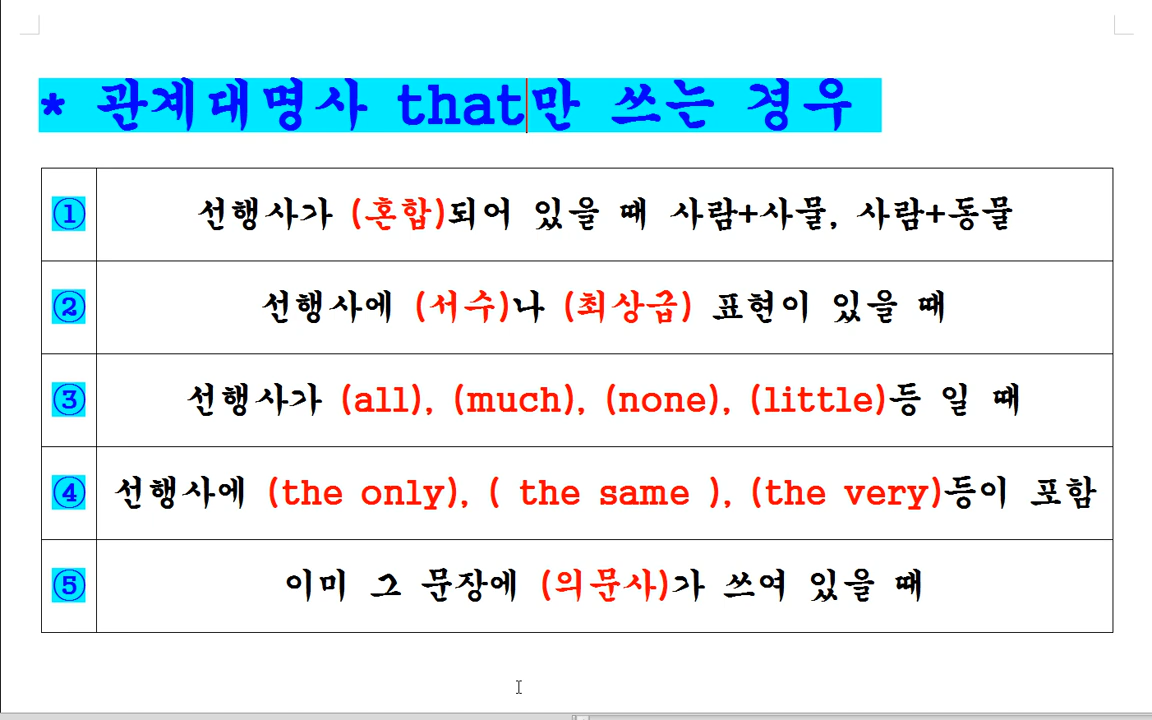 * 관계대명사 that만 쓰는 경우
① 선행사가 (혼합)되어 있을 때 사람+사물, 사람+동물
② 선행사에 (서수)나 (최상급) 표현이 있을 때
③ 선행사가 (all), (much), (none), (little)등 일 때
④ 선행사에 (the only), ( the same ), (the very)등이 포함
⑤ 이미 그 문장에 (의문사)가 쓰여 있을 때